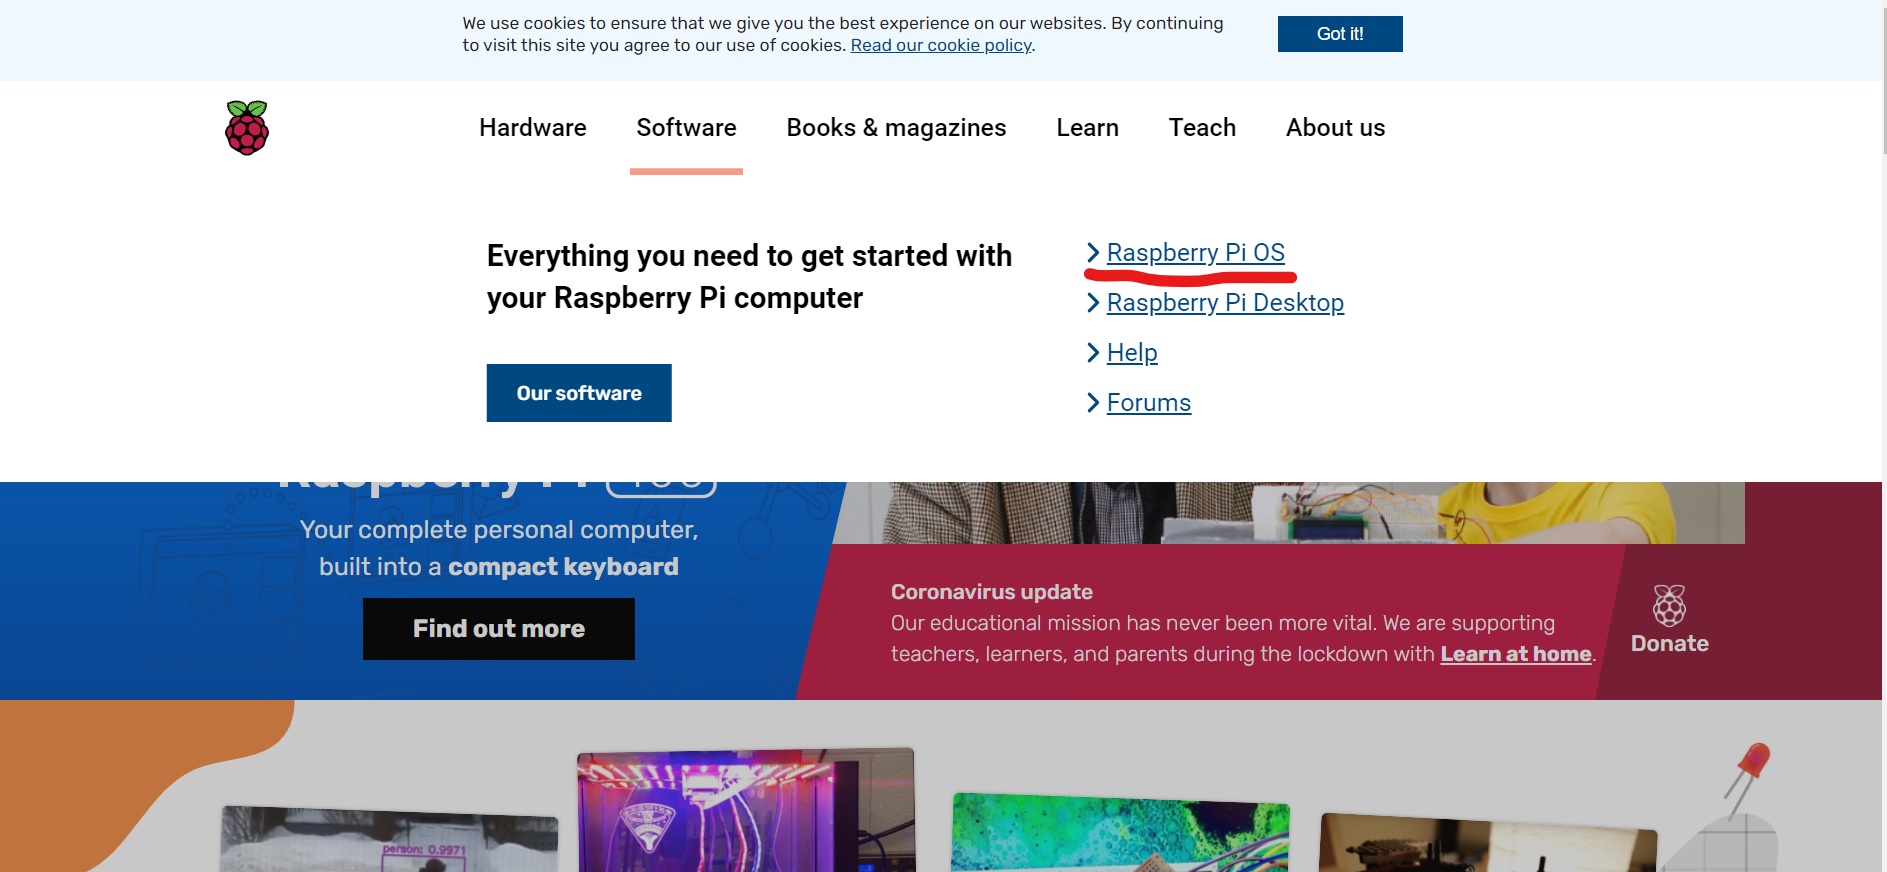 We use cookies to ensure that we give you the best experience on our websites. By continuing
to visit this site you agree to our use of cookies. Read our cookie policy.
Got it!
Hardware
Software
Books & magazines
Learn
Teach
About us
Everything you need to get started with
your Raspberry Pi computer
Our software
Raspberry Pi OS
Raspberry Pi Desktop
Help
Forums
Raspberry Pi 400
Your complete personal computer,
built into a compact keyboard
Find out more
Coronavirus update
Our educational mission has never been more vital. We are supporting
teachers, learners, and parents during the lockdown with Learn at home.
Donate
person: 0.9971